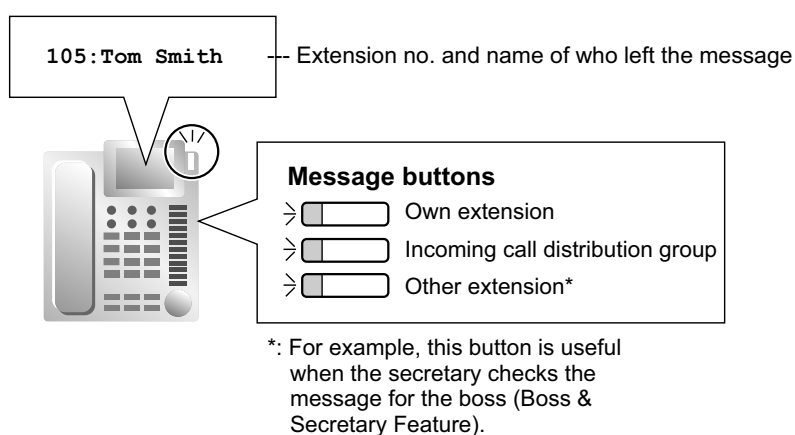 105:Tom Smith --- Extension no. and name of who left the message
Message buttons
Own extension
Incoming call distribution group
Other extension*
*: For example, this button is useful
when the secretary checks the
message for the boss (Boss &
Secretary Feature).